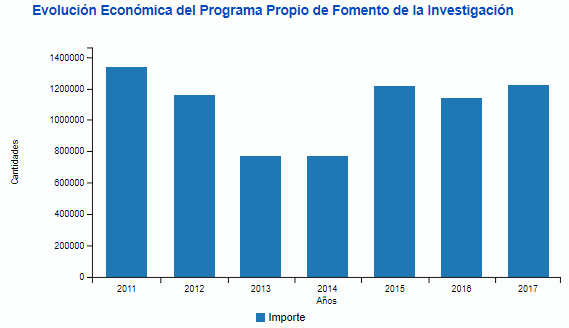 Evolución Económica del Programa Propio de Fomento de la Investigación
1400000
1200000
1000000
800000
600000
400000
200000
0
Cantidades
2011 2012 2013 2014 2015 2016 2017
Años
Importe